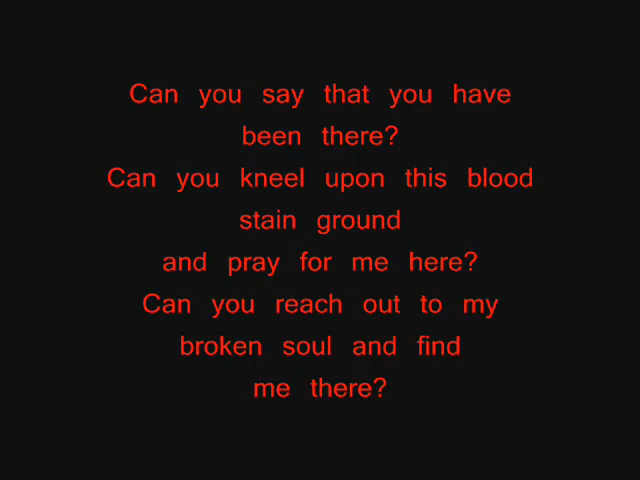 Can you say that you have
been there?
Can you kneel upon this blood
stain ground
and pray for me here?
Can you reach out to my
broken soul and find
me there?